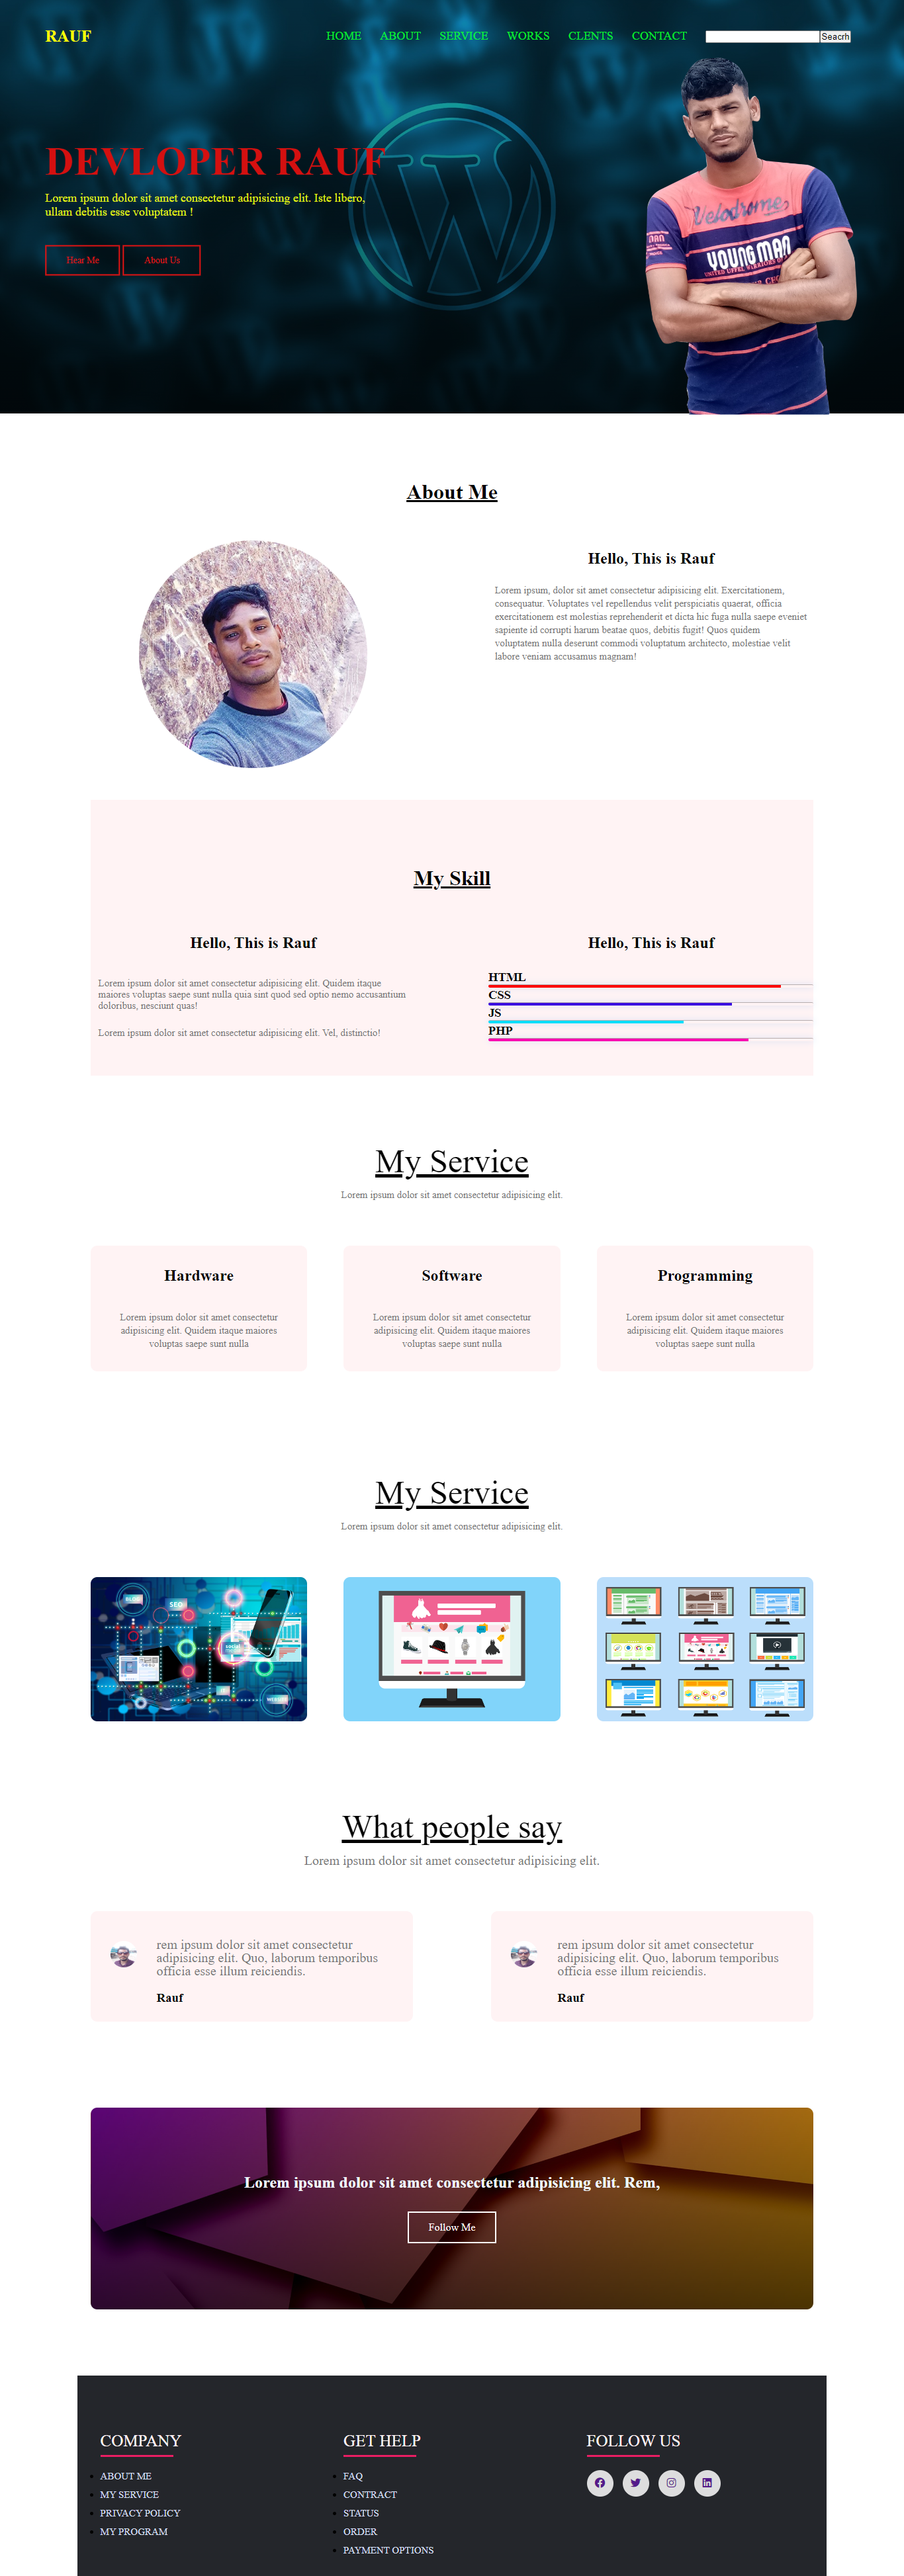 RAUF
HOME ABOUT SERVICE WORKS CLENTS CONTACT Seacrh
DEVLOPER RAUF
Lorem ipsum dolor sit amet consectetur adipisicing elit. Iste libero,
ullam debitis esse voluptatem !
Hear Me About Us
Velodrome
YOUNG MAN
About Me
Hello, This is Rauf
Lorem ipsum, dolor sit amet consectetur adipisicing elit. Exercitationem,
consequatur. Voluptates vel repellendus velit perspiciatis quaerat, officia
exercitationem est molestias reprehenderit et dicta hic fuga nulla saepe eveniet
sapiente id corrupti harum beatae quos, debitis fugit! Quos quidem
voluptatem nulla deserunt commodi voluptatum architecto, molestiae velit
labore veniam accusamus magnam!
My Skill
Hello, This is Rauf
Lorem ipsum dolor sit amet consectetur adipisicing elit. Quidem itaque
maiores voluptas saepe sunt nulla quia sint quod sed optio nemo accusantium
doloribus, nesciunt quas!
Lorem ipsum dolor sit amet consectetur adipisicing elit. Vel, distinctio!
Hello, This is Rauf
HTML
CSS
JS
PHP
My Service
Lorem ipsum dolor sit amet consectetur adipisicing elit.
Hardware
Lorem ipsum dolor sit amet consectetur
adipisicing elit. Quidem itaque maiores
voluptas saepe sunt nulla
Software
Lorem ipsum dolor sit amet consectetur
adipisicing elit. Quidem itaque maiores
voluptas saepe sunt nulla
Programming
Lorem ipsum dolor sit amet consectetur
adipisicing elit. Quidem itaque maiores
voluptas saepe sunt nulla
My Service
Lorem ipsum dolor sit amet consectetur adipisicing elit.
BLOG
SEO
SOCIAL
WEBSITE
What people say
Lorem ipsum dolor sit amet consectetur adipisicing elit.
rem ipsum dolor sit amet consectetur
adipisicing elit. Quo, laborum temporibus
officia esse illum reiciendis.
Rauf
rem ipsum dolor sit amet consectetur
adipisicing elit. Quo, laborum temporibus
officia esse illum reiciendis.
Rauf
Lorem ipsum dolor sit amet consectetur adipisicing elit. Rem,
Follow Me
COMPANY
ABOUT ME
MY SERVICE
PRIVACY POLICY
MY PROGRAM
GET HELP
FAQ
CONTRACT
STATUS
ORDER
PAYMENT OPTIONS
FOLLOW US